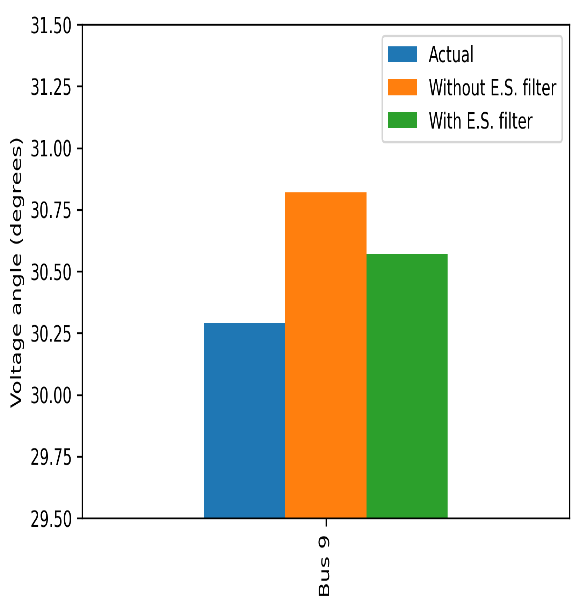 31.50
31.25
31.00
30.75
30.50
30.25
30.00
29.75
29.50
Voltage angle (degrees)
Actual
Without E.S. filter
With E.S. filter
Bus 9